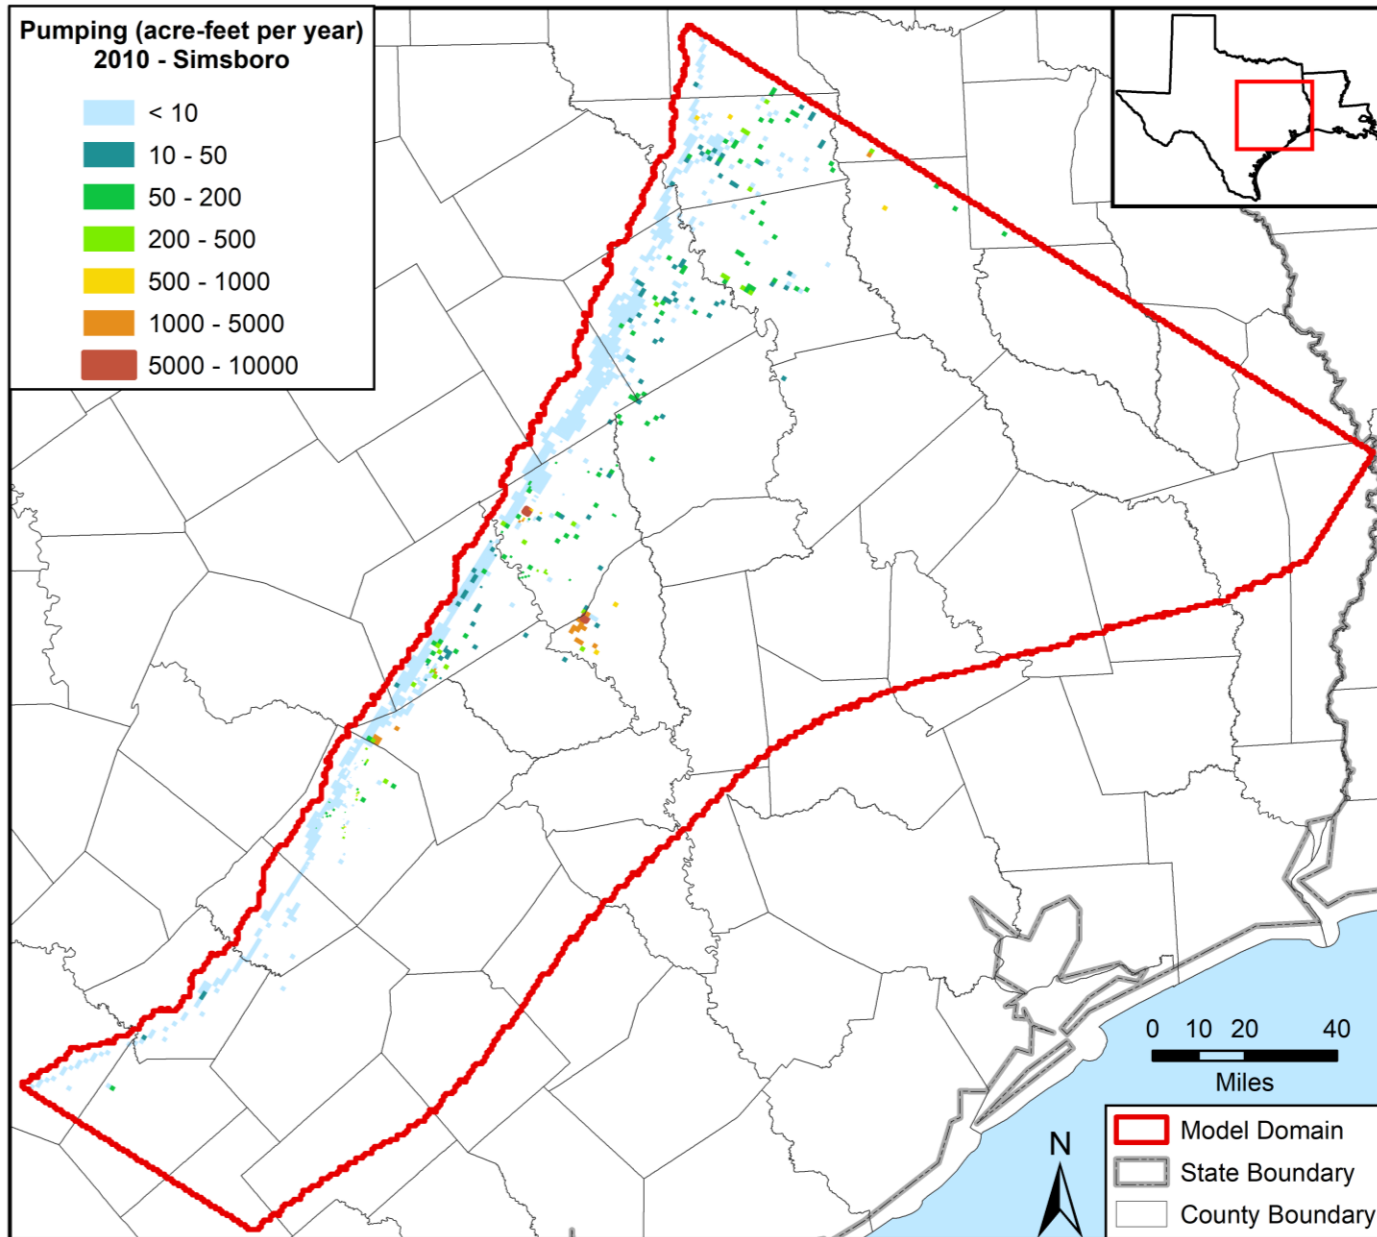 Pumping (acre-feet per year)
2010 - Simsboro
< 10
10 - 50
50 - 200
200 - 500
500 - 1000
1000 - 5000
5000 - 10000
0 10 20 40
Miles
N
Model Domain
State Boundary
County Boundary